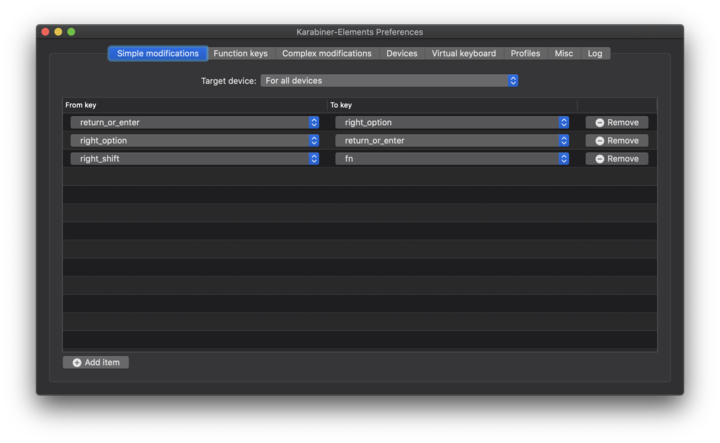 Karabiner-Elements Preferences
Simple modifications Function keys Complex modifications Devices Virtual keyboard Profiles Misc Log
Target device: For all devices
From key To key
return_or_enter right_option Remove
right_option return_or_enter Remove
right_shift fn Remove
Add item